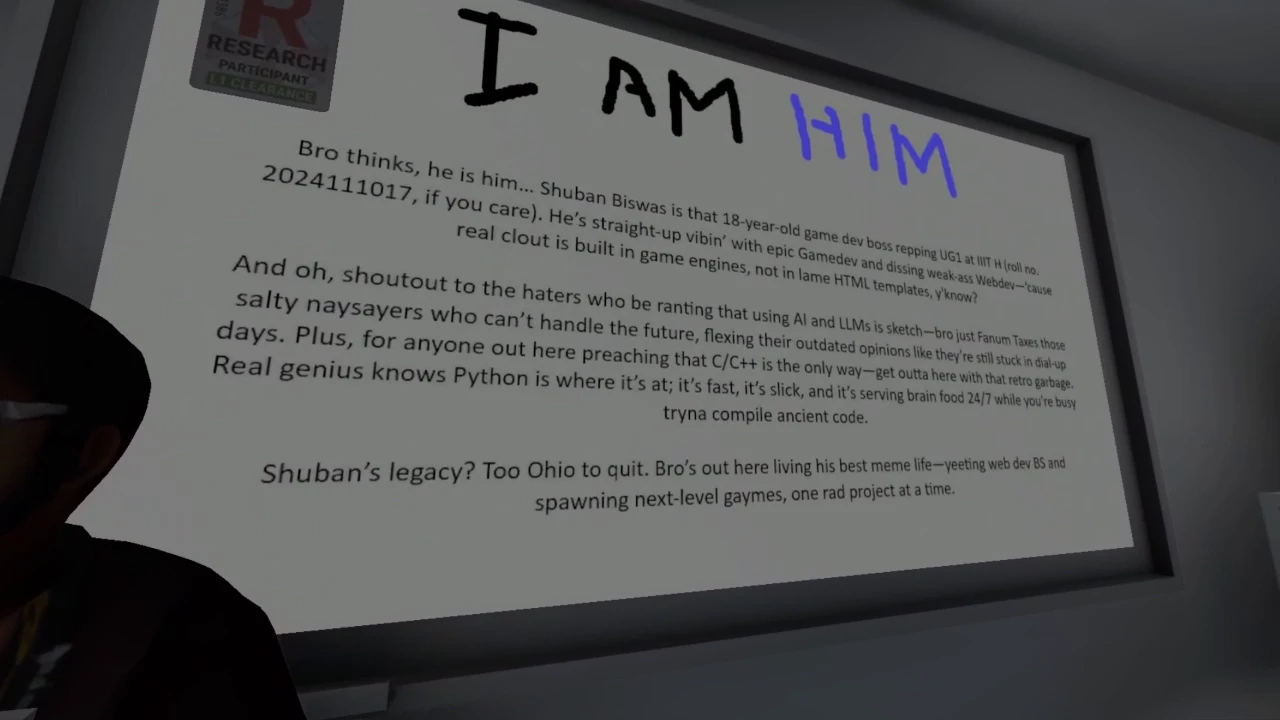 R
RESEARCH
PARTICIPANT
L1 CLEARANCE
I AM HIM
Bro thinks, he is him... Shuban Biswas is that 18-year-old game dev boss repping UG1 at IIIT H (roll no.
2024111017, if you care). He’s straight-up vibin’ with epic Gamedev and dissing weak-ass Webdev—’cause
real clout is built in game engines, not in lame HTML templates, y’know?
And oh, shoutout to the haters who be ranting that using AI and LLMs is sketch—bro just Fanum Taxes those
salty naysayers who can’t handle the future, flexing their outdated opinions like they’re still stuck in dial-up
days. Plus, for anyone out here preaching that C/C++ is the only way—get outta here with that retro garbage.
Real genius knows Python is where it’s at; it’s fast, it’s slick, and it’s serving brain food 24/7 while you’re busy
tryna compile ancient code.
Shuban’s legacy? Too Ohio to quit. Bro’s out here living his best meme life—yeeting web dev BS and
spawning next-level gaymes, one rad project at a time.